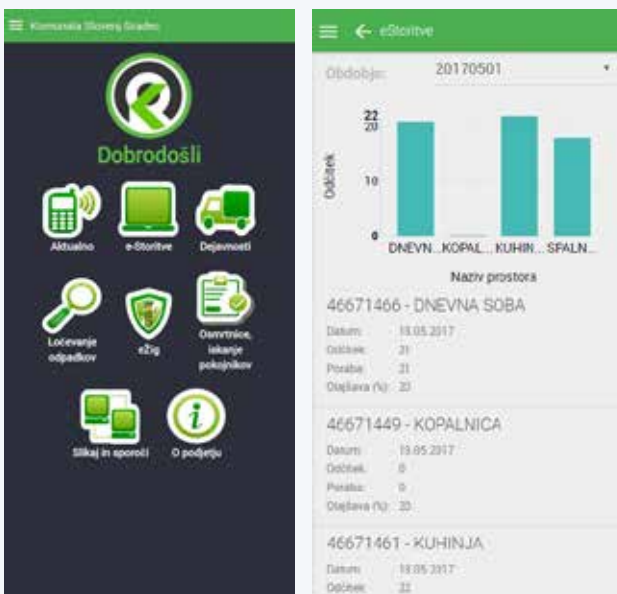 Komunala Slovenj Gradec
Dobrodošli
Aktualno
e-Storitve
Dejavnosti
Ločevanje
odpadkov
eŽig
Osmrtnice,
iskanje
pokojnikov
Slikaj in sporoči
O podjetju
eStoritve
Obdobje:
20170501
22
20
10
0
Odčitek
DNEVN...
KOPAL...
KUHIN...
SPALN...
Naziv prostora
46671466 - DNEVNA SOBA
Datum: 19.05.2017
Odčitek: 21
Poraba: 21
Olajšava (%): 20
46671449 - KOPALNICA
Datum: 19.05.2017
Odčitek: 0
Poraba: 0
Olajšava (%): 20
46671461 - KUHINJA
Datum: 19.05.2017
Odčitek: 22